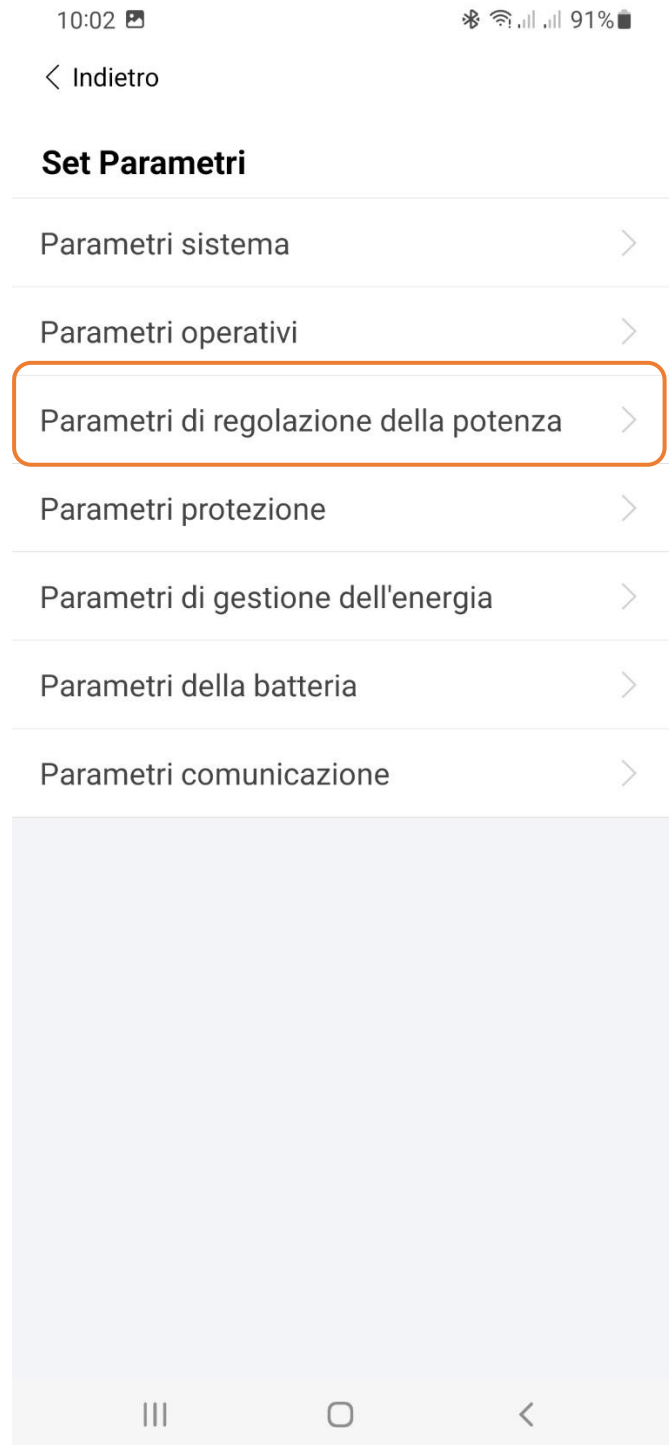 10:02
91%
Indietro
Set Parametri
Parametri sistema
Parametri operativi
Parametri di regolazione della potenza
Parametri protezione
Parametri di gestione dell'energia
Parametri della batteria
Parametri comunicazione